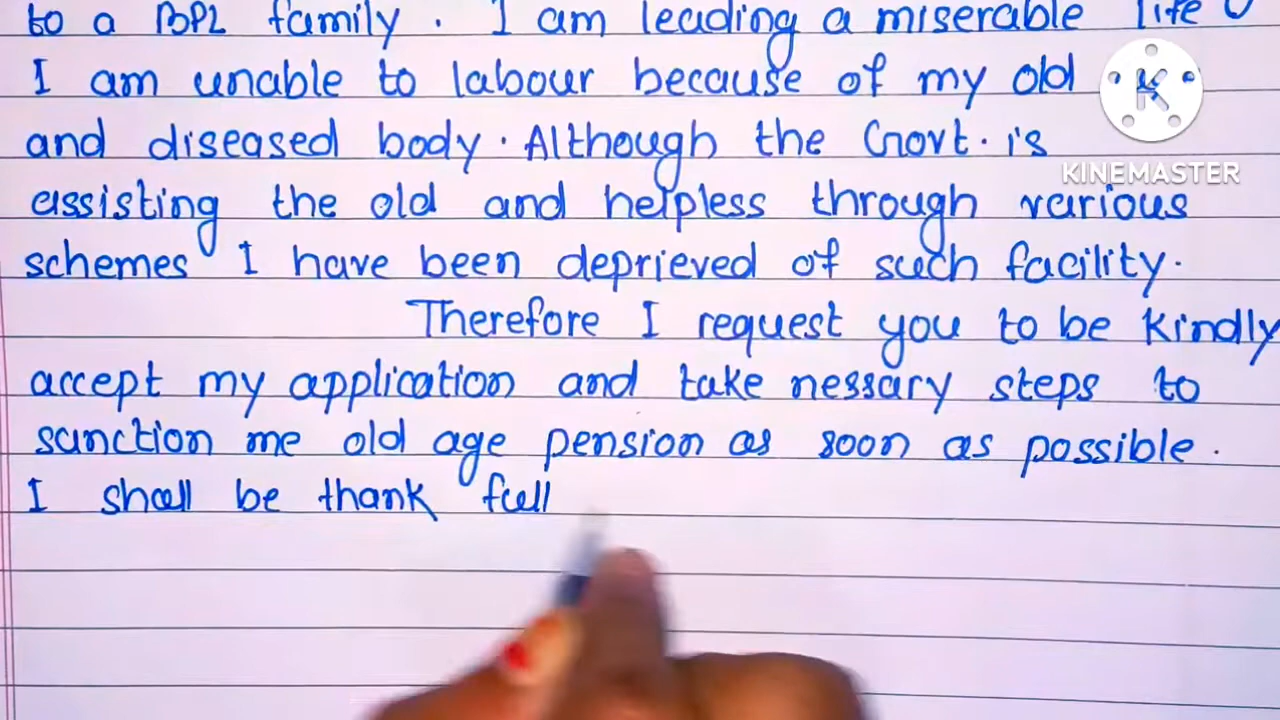 to a BPL family. I am leading a miserable life
I am unable to labour because of my old
and diseased body. Although the Govt. is
assisting the old and helpless through various
schemes I have been deprieved of such facility.
Therefore I request you to be kindly
accept my application and take nessary steps to
sanction me old age pension as soon as possible.
I shall be thank full
K
KINEMASTER